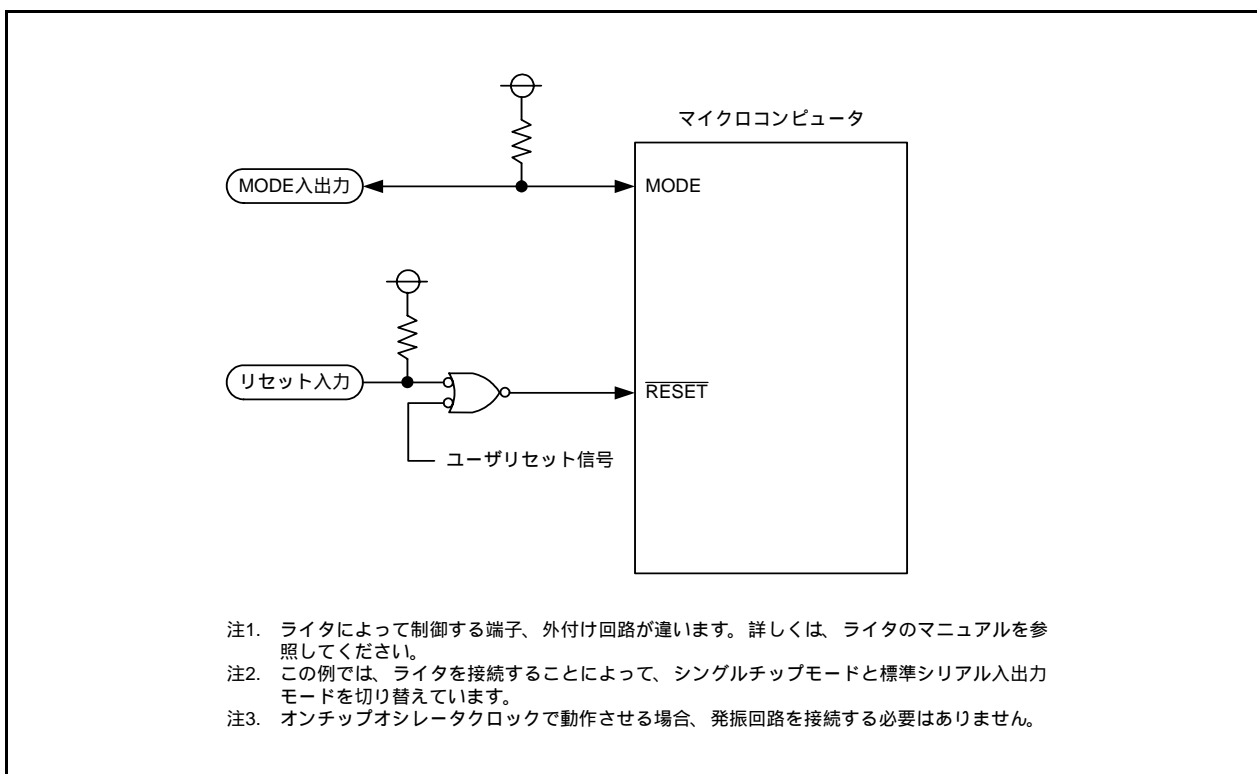 マイクロコンピュータ
MODE入出力
MODE
リセット入力
RESET
ユーザリセット信号
注1. ライタによって制御する端子、外付け回路が違います。詳しくは、ライタのマニュアルを参
照してください。
注2. この例では、ライタを接続することによって、シングルチップモードと標準シリアル入出力
モードを切り替えています。
注3. オンチップオシレータクロックで動作させる場合、発振回路を接続する必要はありません。